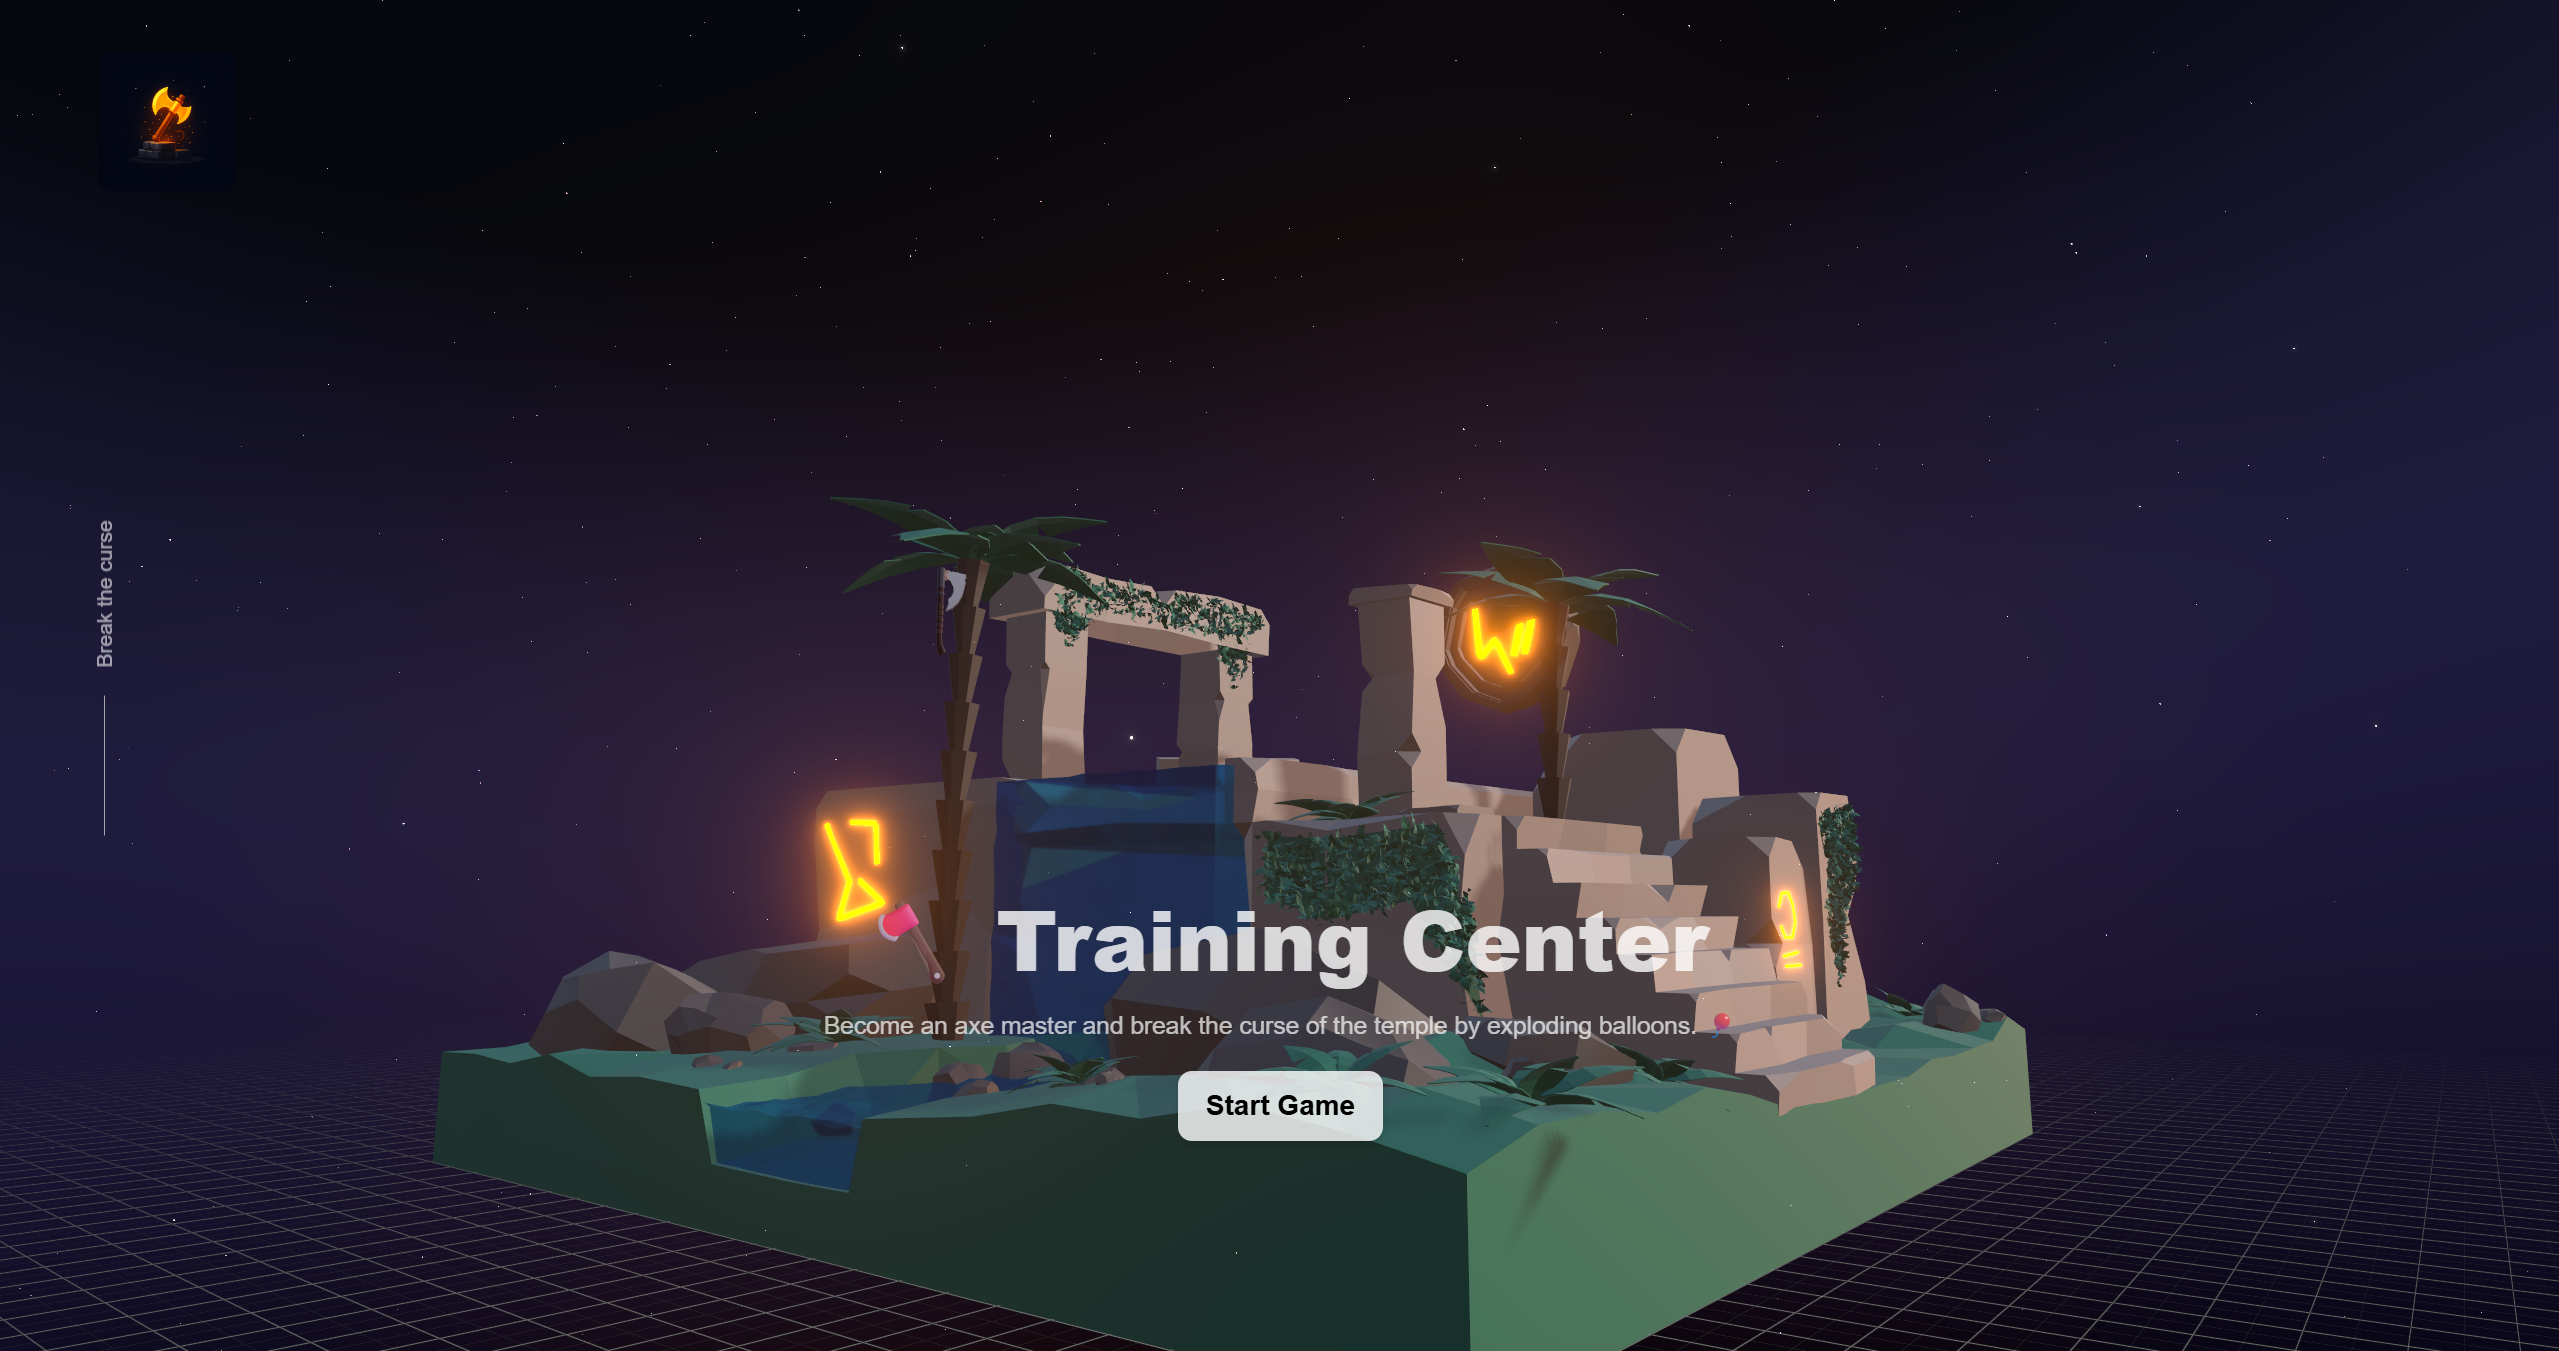 Break the curse
Training Center
Become an axe master and break the curse of the temple by exploding balloons.
Start Game